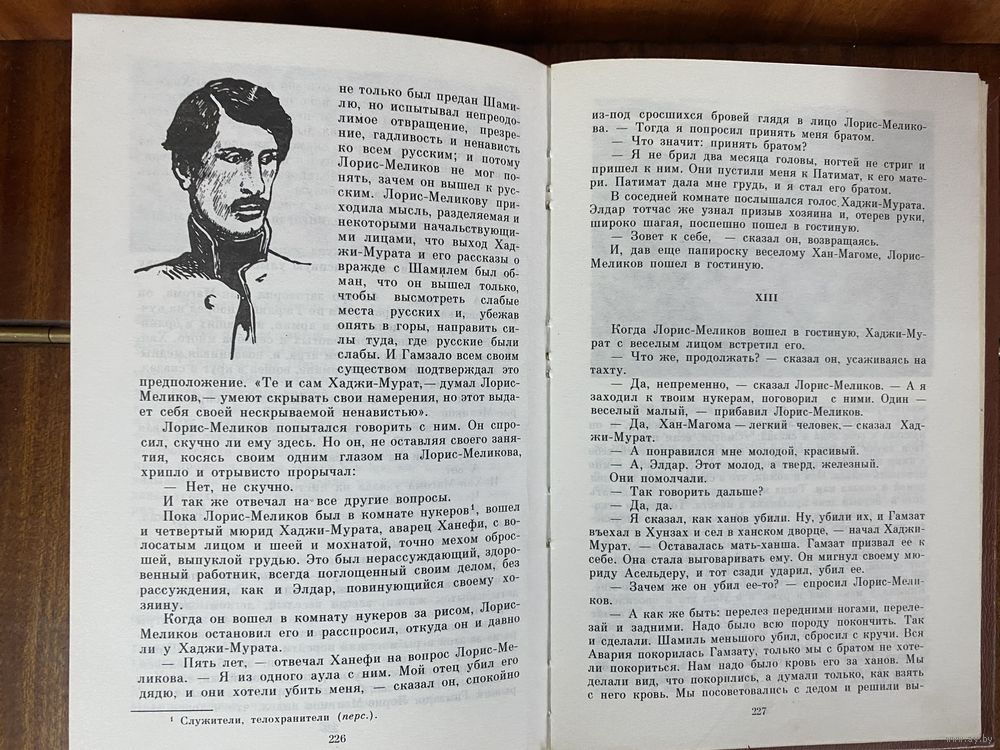 не только был предан Шами-
лю, но испытывал непреодо-
лимое отвращение, презре-
ние, гадливость и ненависть
ко всем русским; и потому
Лорис-Меликов не мог по-
нять, зачем он вышел к рус-
ским. Лорис-Меликову при-
ходила мысль, разделяемая и
некоторыми начальствующи-
ми лицами, что выход Хад-
жи-Мурата и его рассказы о
вражде с Шамилем был об-
ман, что он вышел только,
чтобы высмотреть слабые
места русских и, убежав
опять в горы, направить си-
лы туда, где русские были
слабы. И Гамзало всем своим
существом подтверждал это
предположение. «Те и сам Хаджи-Мурат,— думал Лорис-
Меликов,— умеют скрывать свои намерения, но этот выда-
ет себя своей нескрываемой ненавистью».
Лорис-Меликов попытался говорить с ним. Он спро-
сил, скучно ли ему здесь. Но он, не оставляя своего заня-
тия, косясь своим одним глазом на Лорис-Меликова,
хрипло и отрывисто прорычал:
— Нет, не скучно.
И так же отвечал на все другие вопросы.
Пока Лорис-Меликов был в комнате нукеров¹, вошел
и четвертый мюрид Хаджи-Мурата, аварец Ханефи, с во-
лосатым лицом и шеей и мохнатой, точно мехом оброс-
шей, выпуклой грудью. Это был нерассуждающий, здоро-
венный работник, всегда поглощенный своим делом, без
рассуждения, как и Элдар, повинующийся своему хо-
зяину.
Когда он вошел в комнату нукеров за рисом, Лорис-
Меликов остановил его и расспросил, откуда он и давно
ли у Хаджи-Мурата.
— Пять лет, — отвечал Ханефи на вопрос Лорис-Ме-
ликова. — Я из одного аула с ним. Мой отец убил его
дядю, и они хотели убить меня, — сказал он, спокойно
¹ Служители, телохранители (перс.).
226
из-под сросшихся бровей глядя в лицо Лорис-Мелико-
ва. — Тогда я попросил принять меня братом.
— Что значит: принять братом?
— Я не брил два месяца головы, ногтей не стриг и
пришел к ним. Они пустили меня к Патимат, к его мате-
ри. Патимат дала мне грудь, и я стал его братом.
В соседней комнате послышался голос Хаджи-Мурата.
Элдар тотчас же узнал призыв хозяина и, отерев руки,
широко шагая, поспешно пошел в гостиную.
— Зовет к себе, — сказал он, возвращаясь.
И, дав еще папироску веселому Хан-Магоме, Лорис-
Меликов пошел в гостиную.
XIII
Когда Лорис-Меликов вошел в гостиную, Хаджи-Му-
рат с веселым лицом встретил его.
— Что же, продолжать? — сказал он, усаживаясь на
тахту.
— Да, непременно, — сказал Лорис-Меликов. — А я
заходил к твоим нукерам, поговорил с ними. Один —
веселый малый, — прибавил Лорис-Меликов.
— Да, Хан-Магома — легкий человек,— сказал Хад-
жи-Мурат.
— А понравился мне молодой, красивый.
— А, Элдар. Этот молод, а тверд, железный.
Они помолчали.
— Так говорить дальше?
— Да, да.
— Я сказал, как ханов убили. Ну, убили их, и Гамзат
въехал в Хунзах и сел в ханском дворце, — начал Хаджи-
Мурат. — Оставалась мать-ханша. Гамзат призвал ее к
себе. Она стала выговаривать ему. Он мигнул своему мю-
риду Асельдеру, и тот сзади ударил, убил ее.
— Зачем же он убил ее-то? — спросил Лорис-Мели-
ков.
— А как же быть: перелез передними ногами, переле-
зай и задними. Надо было всю породу покончить. Так
и сделали. Шамиль меньшого убил, сбросил с кручи. Вся
Авария покорилась Гамзату, только мы с братом не хоте-
ли покориться. Нам надо было кровь его за ханов. Мы
делали вид, что покорились, а думали только, как взять
с него кровь. Мы посоветовались с дедом и решили вы-
227
www.ay.by